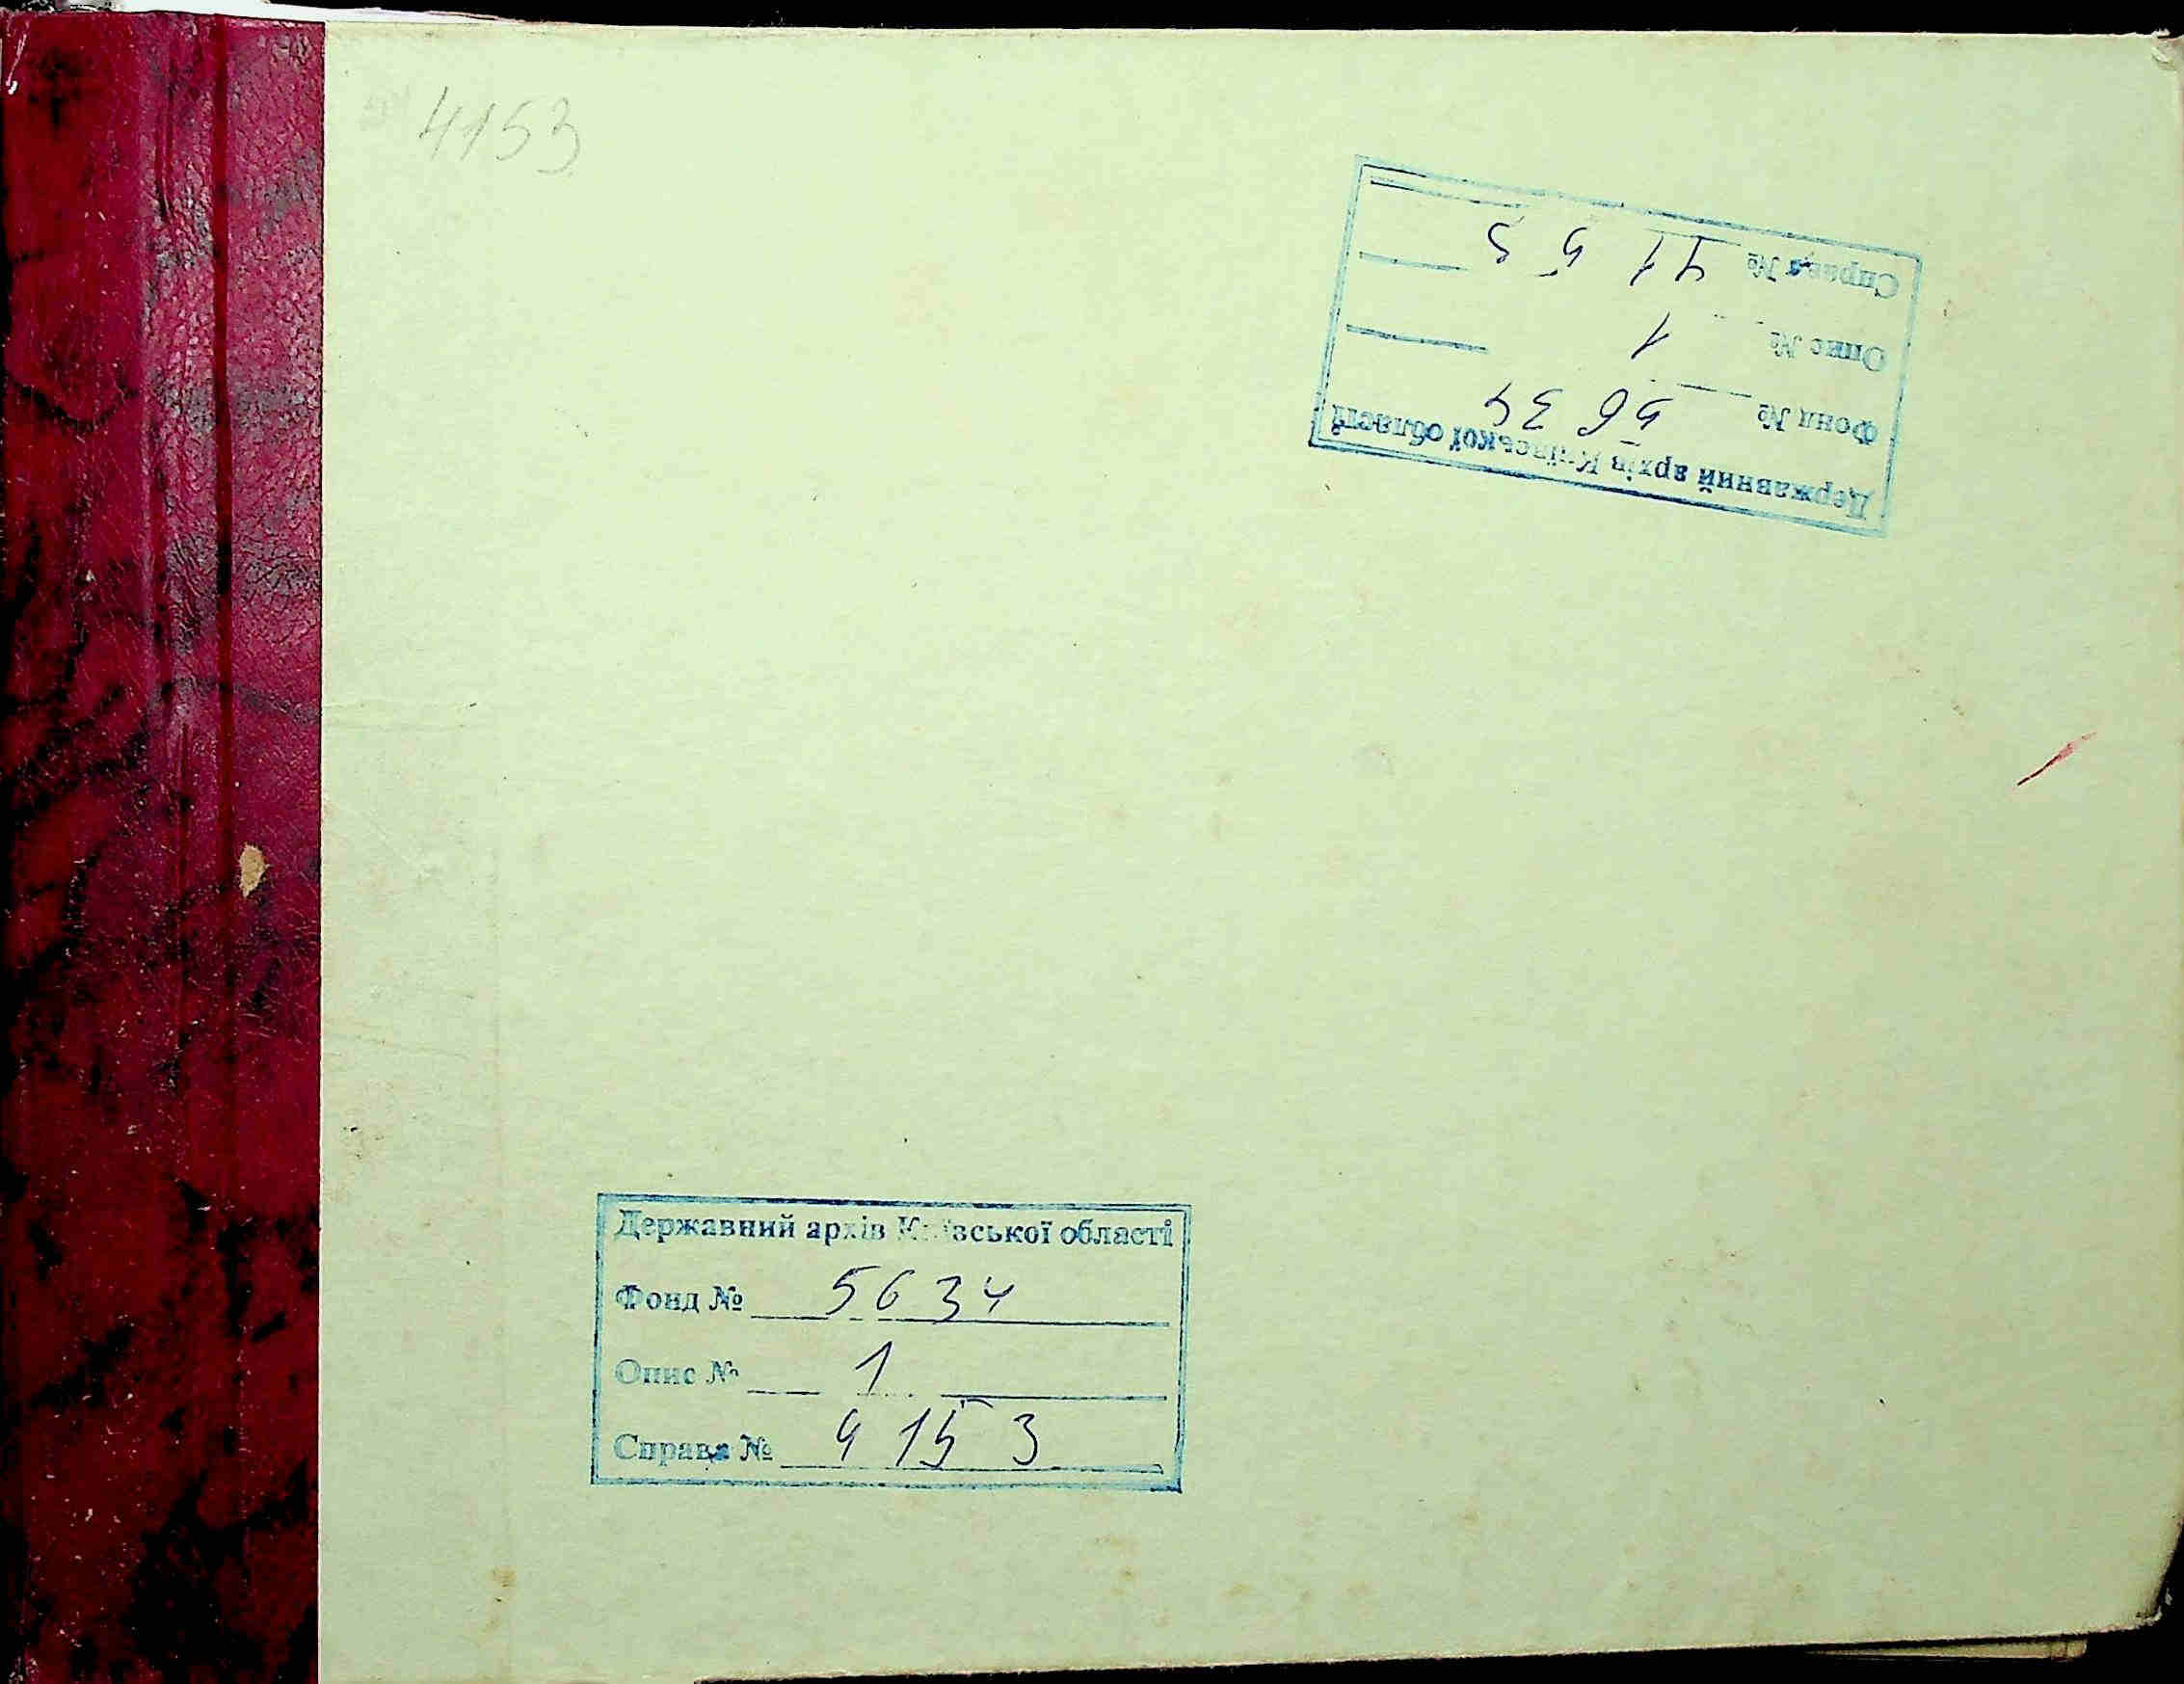 4153
Державний архів Київської області
Фонд № 5634
Опис № 1
Справа № 4153
Державний архів Київської області
Фонд № 5634
Опис № 1
Справа № 4153